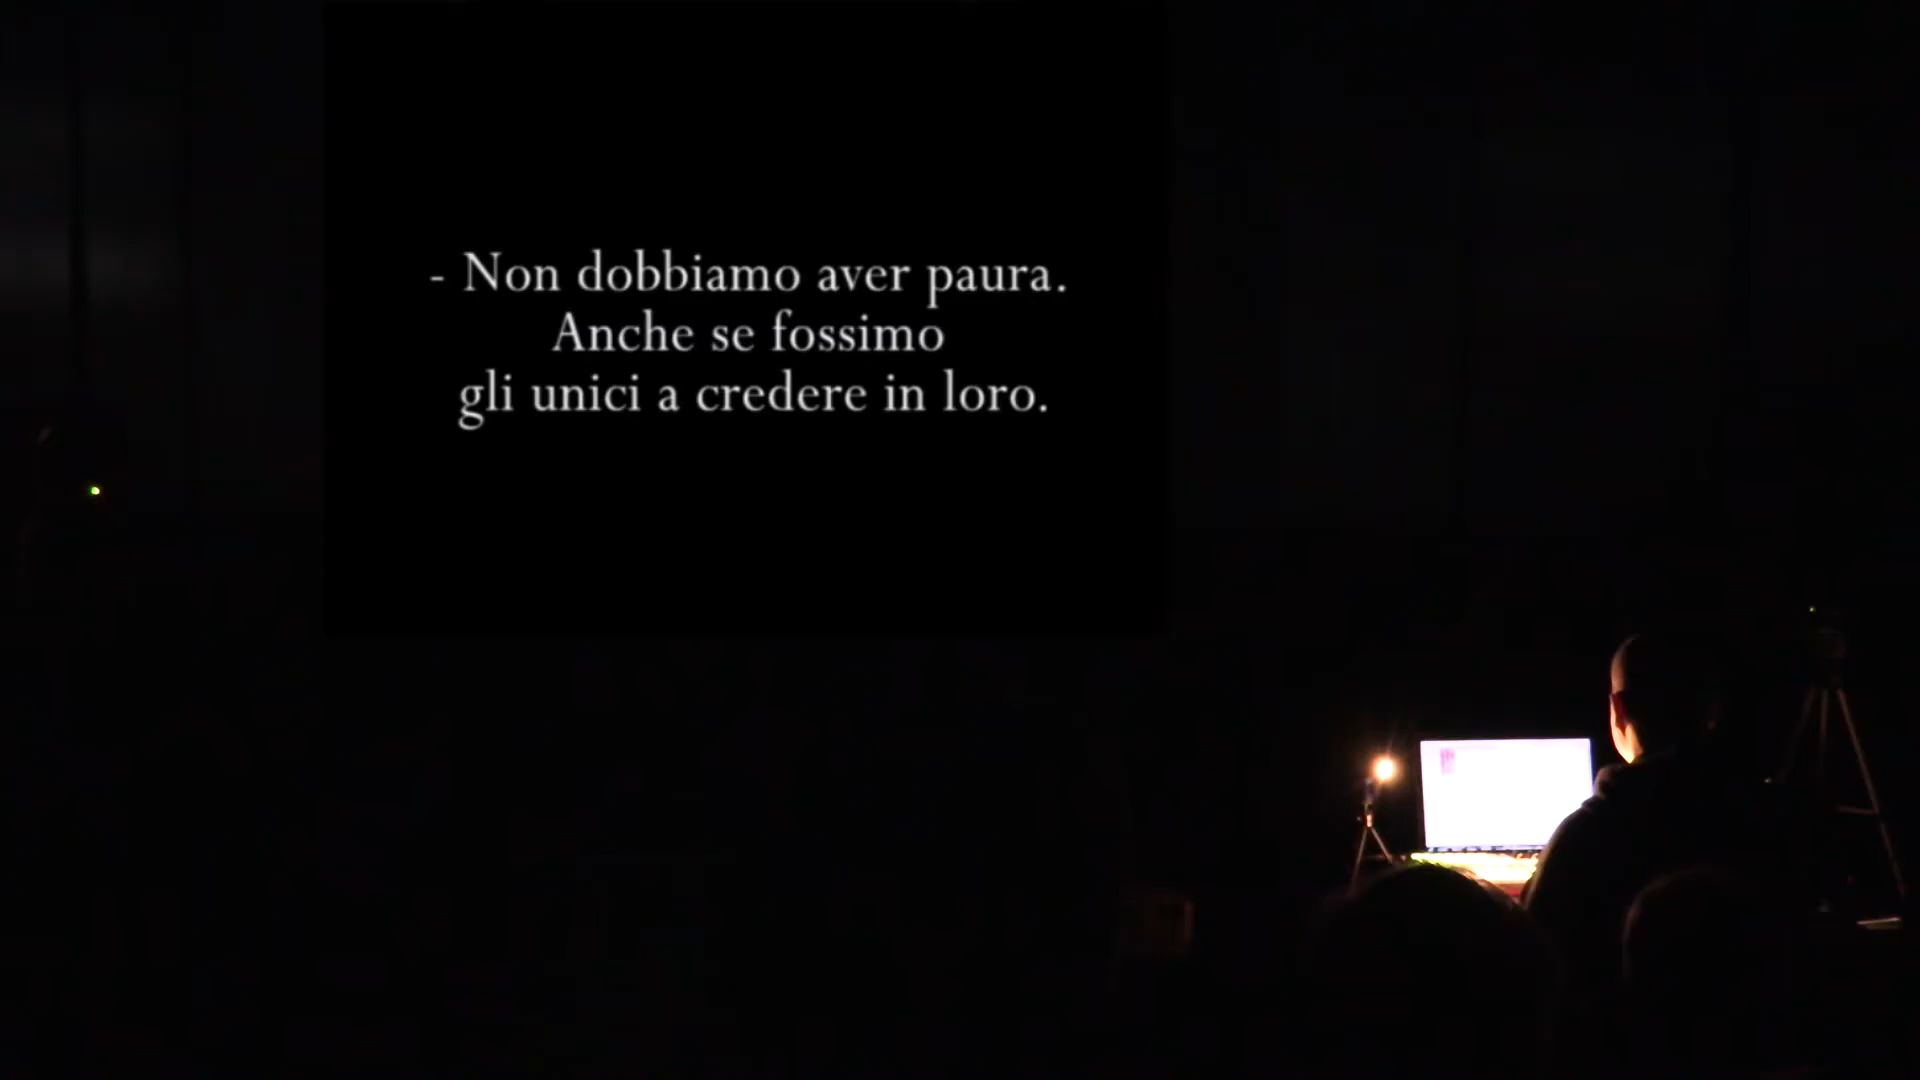 - Non dobbiamo aver paura.
Anche se fossimo
gli unici a credere in loro.